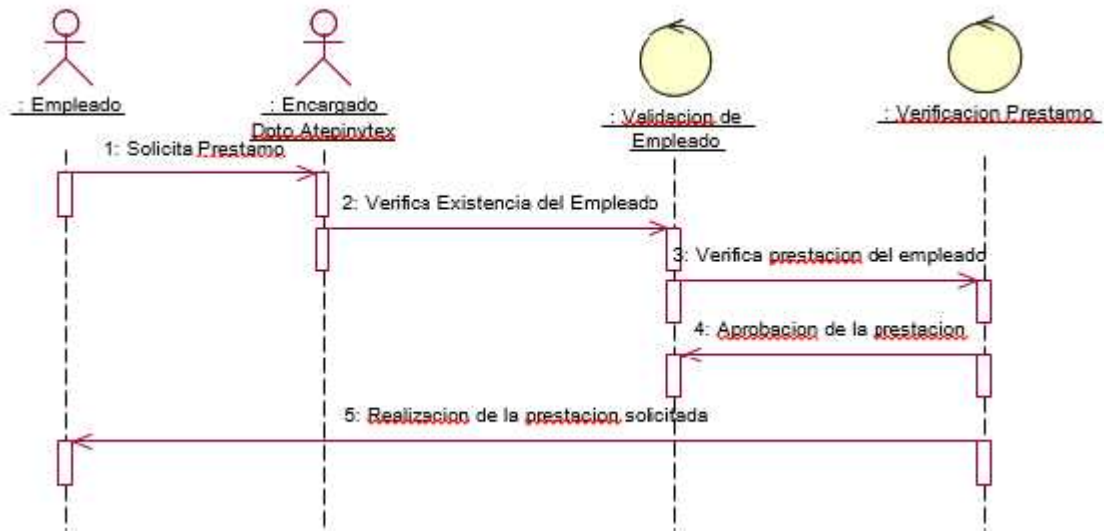 : Empleado
: Encargado
Dpto Atepinytex
: Validacion de
Empleado
: Verificacion Prestamo
1: Solicita Prestamo
2: Verifica Existencia del Empleado
3: Verifica prestacion del empleado
4: Aprobacion de la prestacion
5: Realizacion de la prestacion solicitada